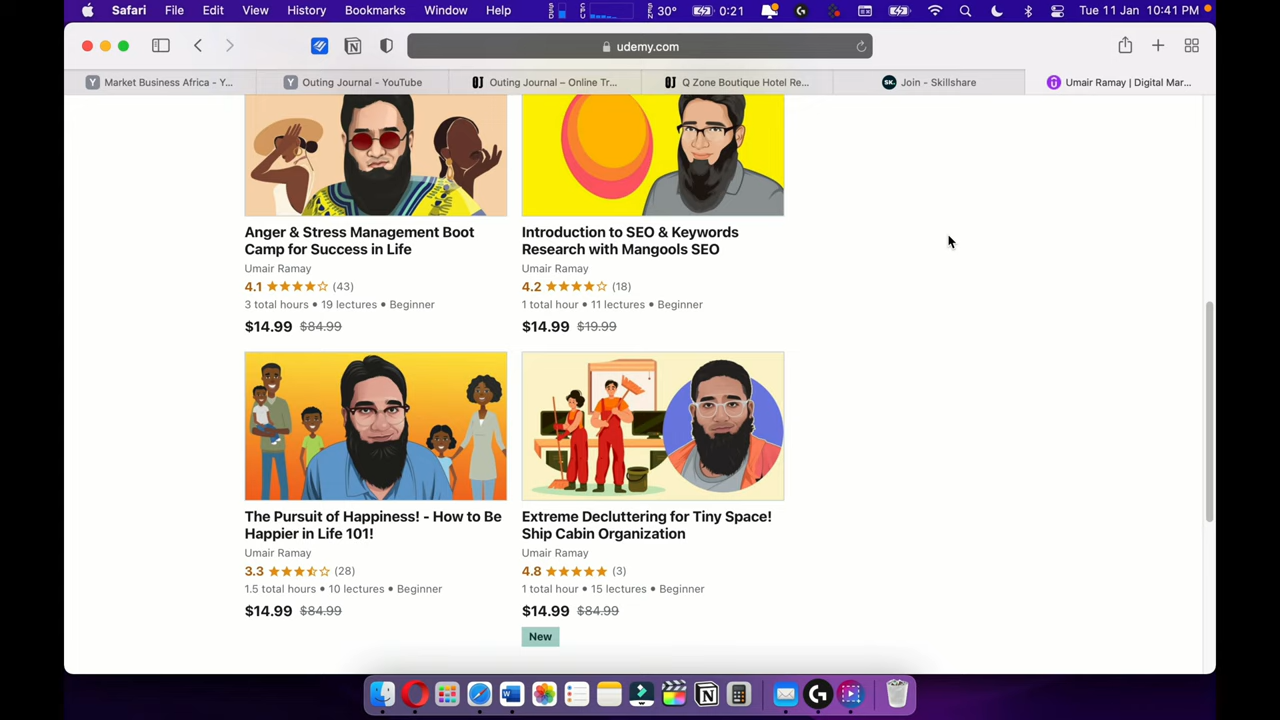 Safari File Edit View History Bookmarks Window Help 30° 0:21 Tue 11 Jan 10:41 PM
udemy.com
Market Business Africa - Y... Outing Journal - YouTube Outing Journal – Online Tr... Q Zone Boutique Hotel Re... Join - Skillshare Umair Ramay | Digital Mar...
Anger & Stress Management Boot
Camp for Success in Life
Umair Ramay
4.1 (43)
3 total hours • 19 lectures • Beginner
$14.99 $84.99
Introduction to SEO & Keywords
Research with Mangools SEO
Umair Ramay
4.2 (18)
1 total hour • 11 lectures • Beginner
$14.99 $19.99
The Pursuit of Happiness! - How to Be
Happier in Life 101!
Umair Ramay
3.3 (28)
1.5 total hours • 10 lectures • Beginner
$14.99 $84.99
Extreme Decluttering for Tiny Space!
Ship Cabin Organization
Umair Ramay
4.8 (3)
1 total hour • 15 lectures • Beginner
$14.99 $84.99
New